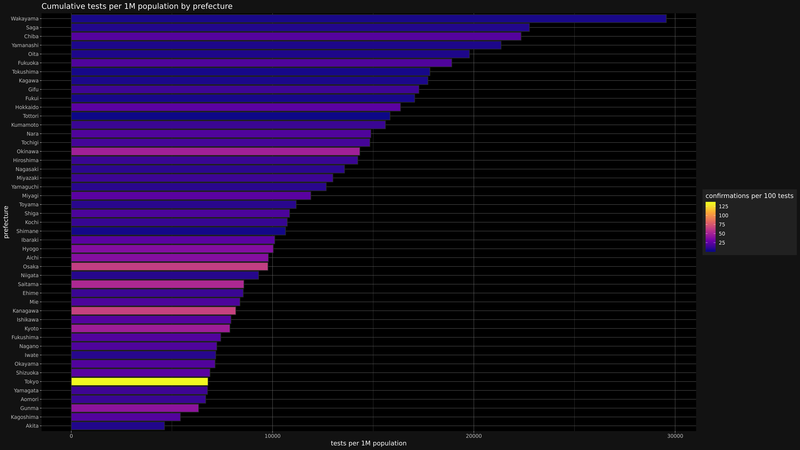 Cumulative tests per 1M population by prefecture
Wakayama
Saga
Chiba
Yamanashi
Oita
Fukuoka
Tokushima
Kagawa
Gifu
Fukui
Hokkaido
Tottori
Kumamoto
Nara
Tochigi
Okinawa
Hiroshima
Nagasaki
Miyazaki
Yamaguchi
Miyagi
Toyama
Shiga
Kochi
Shimane
Ibaraki
Hyogo
Aichi
Osaka
Niigata
Saitama
Ehime
Mie
Kanagawa
Ishikawa
Kyoto
Fukushima
Nagano
Iwate
Okayama
Shizuoka
Tokyo
Yamagata
Aomori
Gunma
Kagoshima
Akita
prefecture
0 10000 20000 30000
tests per 1M population
confirmations per 100 tests
125
100
75
50
25